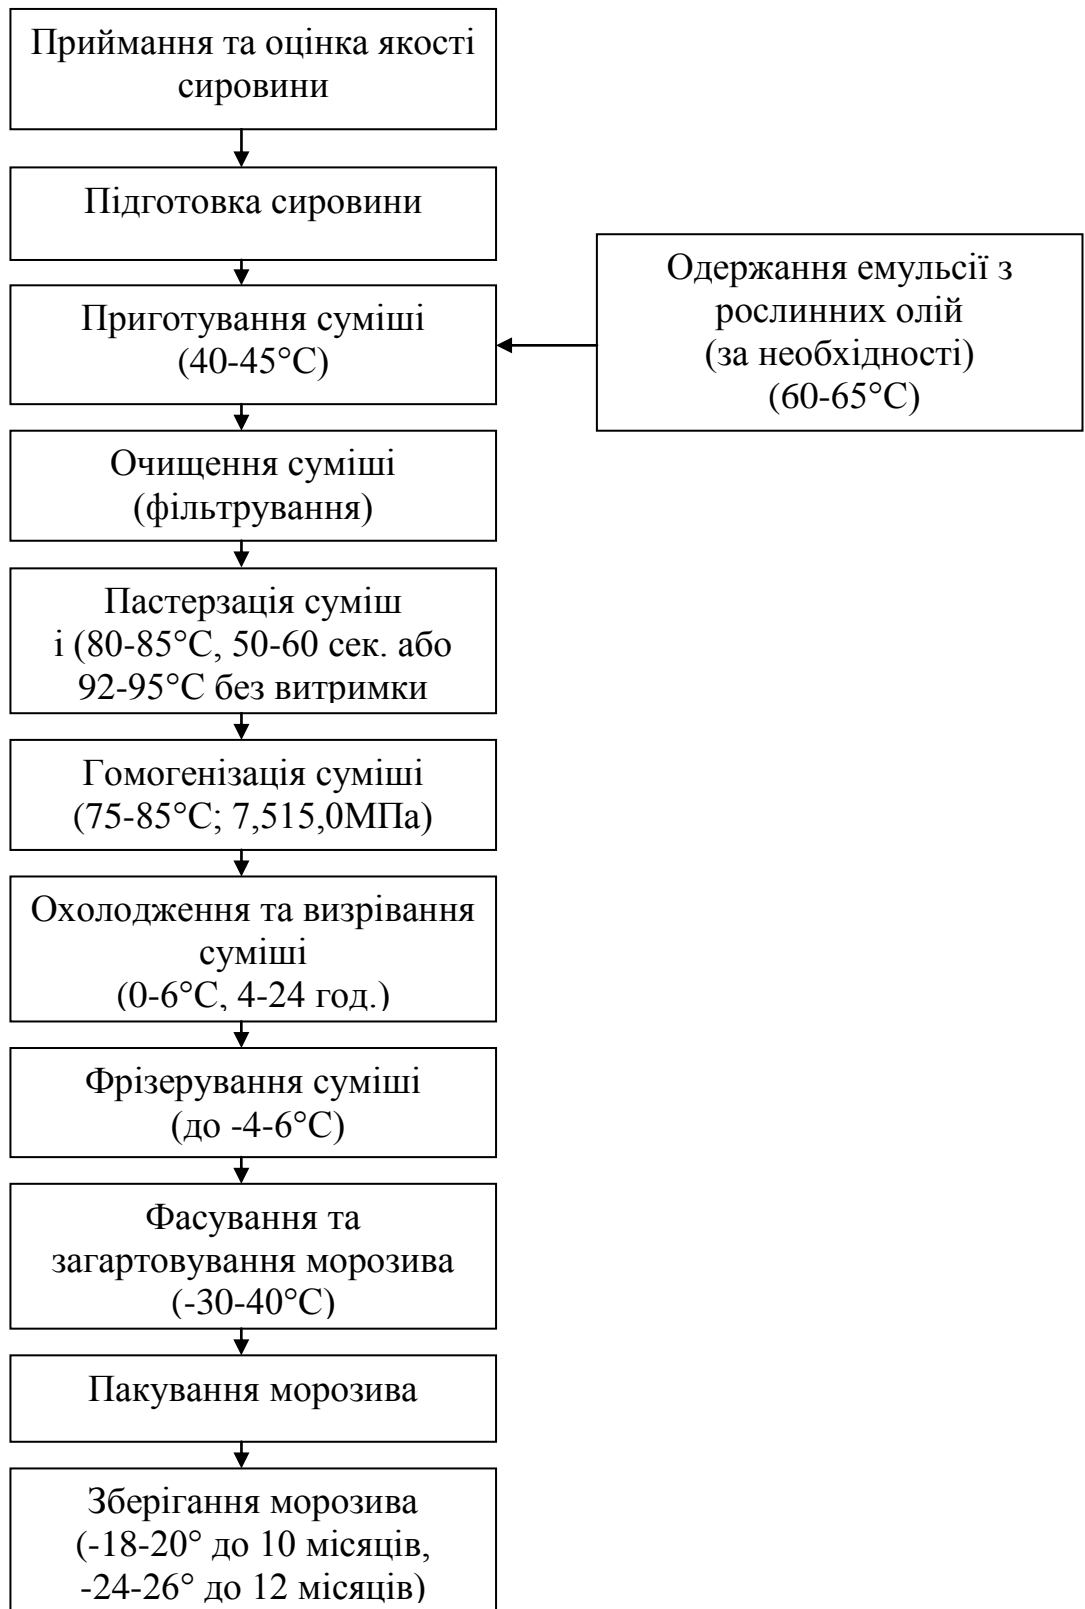 Приймання та оцінка якості
сировини
Підготовка сировини
Приготування суміші
(40-45°C)
Одержання емульсії з
рослинних олій
(за необхідності)
(60-65°C)
Очищення суміші
(фільтрування)
Пастерзація суміш
і (80-85°C, 50-60 сек. або
92-95°C без витримки
Гомогенізація суміші
(75-85°C; 7,515,0МПа)
Охолодження та визрівання
суміші
(0-6°C, 4-24 год.)
Фрізерування суміші
(до -4-6°C)
Фасування та
загартовування морозива
(-30-40°C)
Пакування морозива
Зберігання морозива
(-18-20° до 10 місяців,
-24-26° до 12 місяців)